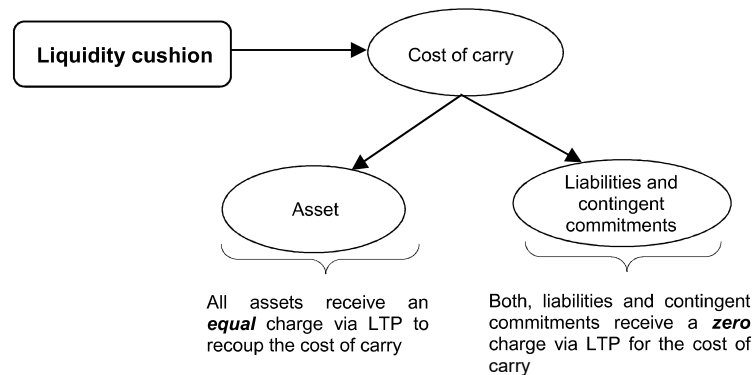 Liquidity cushion
Cost of carry
Asset
Liabilities and
contingent
commitments
All assets receive an
equal charge via LTP to
recoup the cost of carry
Both, liabilities and contingent
commitments receive a zero
charge via LTP for the cost of
carry